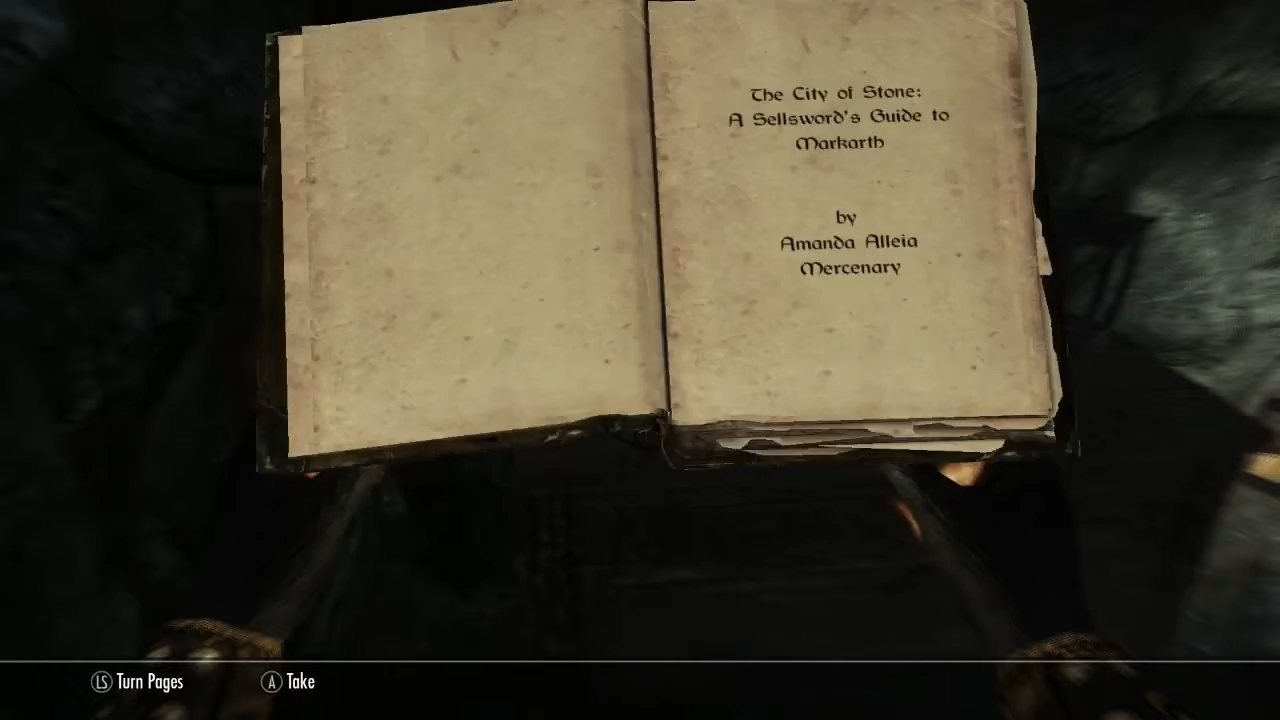 The City of Stone:
A Sellsword's Guide to
Markarth
by
Amanda Alleia
Mercenary
LS Turn Pages
A Take